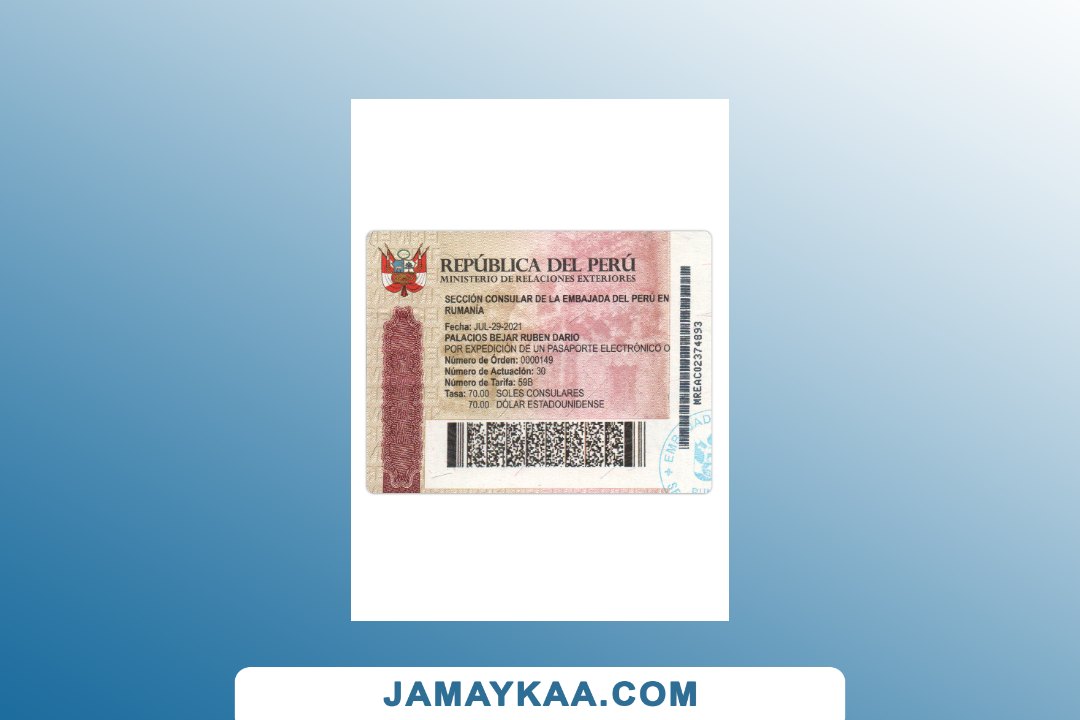 REPÚBLICA DEL PERÚ
MINISTERIO DE RELACIONES EXTERIORES
SECCIÓN CONSULAR DE LA EMBAJADA DEL PERÚ EN
RUMANÍA
Fecha: JUL-29-2021
PALACIOS BEJAR RUBEN DARIO
POR EXPEDICIÓN DE UN PASAPORTE ELECTRÓNICO O
Número de Órden: 0000149
Número de Actuación: 30
Número de Tarifa: 59B
Tasa: 70.00 SOLES CONSULARES
70.00 DÓLAR ESTADOUNIDENSE
MREAC02374893
JAMAYKAA.COM